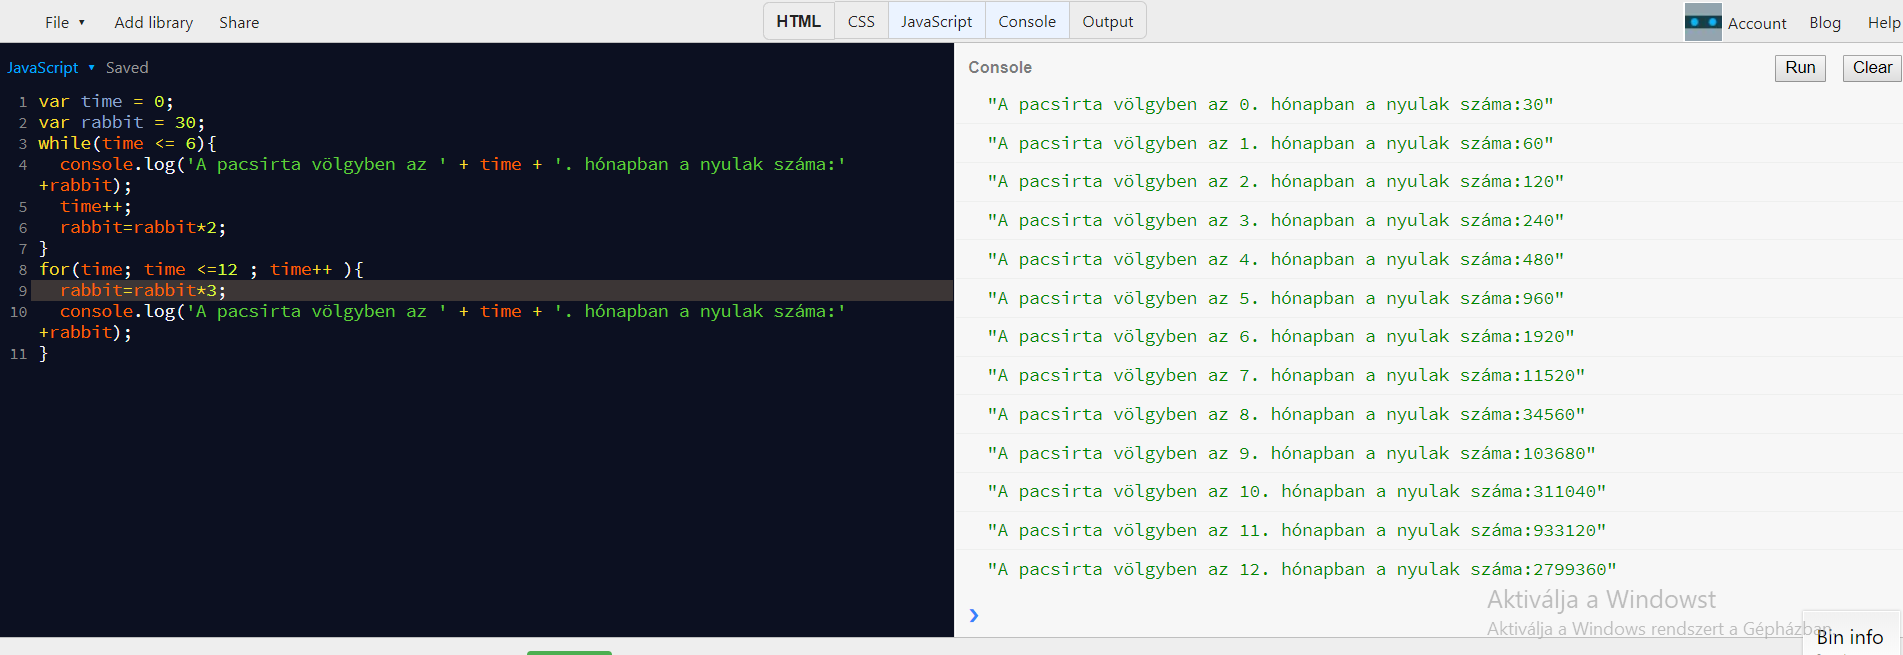 File ▾ Add library Share HTML CSS JavaScript Console Output Account Blog Help
JavaScript ▾ Saved
1 var time = 0;
2 var rabbit = 30;
3 while(time <= 6){
4 console.log('A pacsirta völgyben az ' + time + '. hónapban a nyulak száma:'
+rabbit);
5 time++;
6 rabbit=rabbit*2;
7 }
8 for(time; time <=12 ; time++ ){
9 rabbit=rabbit*3;
10 console.log('A pacsirta völgyben az ' + time + '. hónapban a nyulak száma:'
+rabbit);
11 }
Console Run Clear
"A pacsirta völgyben az 0. hónapban a nyulak száma:30"
"A pacsirta völgyben az 1. hónapban a nyulak száma:60"
"A pacsirta völgyben az 2. hónapban a nyulak száma:120"
"A pacsirta völgyben az 3. hónapban a nyulak száma:240"
"A pacsirta völgyben az 4. hónapban a nyulak száma:480"
"A pacsirta völgyben az 5. hónapban a nyulak száma:960"
"A pacsirta völgyben az 6. hónapban a nyulak száma:1920"
"A pacsirta völgyben az 7. hónapban a nyulak száma:11520"
"A pacsirta völgyben az 8. hónapban a nyulak száma:34560"
"A pacsirta völgyben az 9. hónapban a nyulak száma:103680"
"A pacsirta völgyben az 10. hónapban a nyulak száma:311040"
"A pacsirta völgyben az 11. hónapban a nyulak száma:933120"
"A pacsirta völgyben az 12. hónapban a nyulak száma:2799360"
Aktiválja a Windowst
Aktiválja a Windows rendszert a Gépházban
Bin info